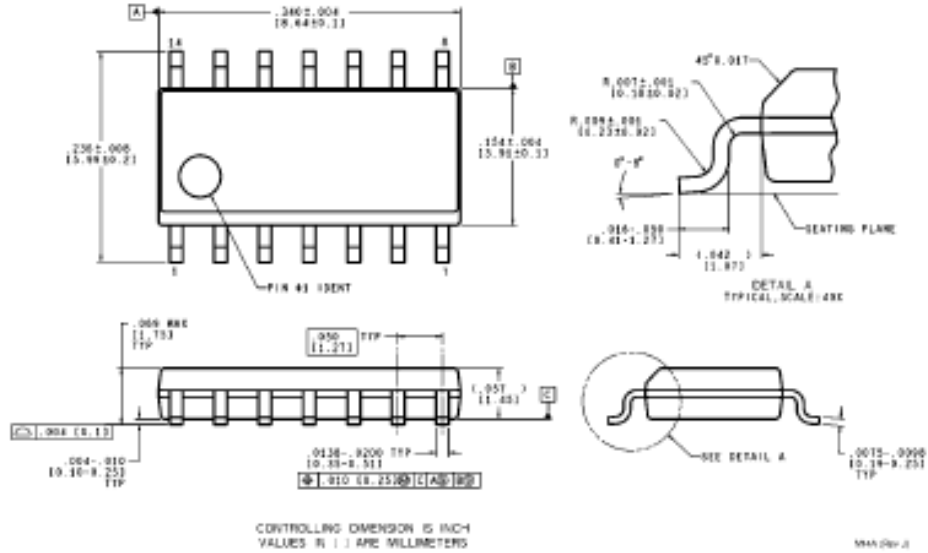 A
.340±.004
[8.64±0.1]
14
8
B
.236±.008
[5.99±0.2]
.154±.004
[3.91±0.1]
1
7
PIN #1 IDENT
45° 0.017
R.007±.001
[0.18±0.02]
R.009±.001
[0.23±0.02]
0°-8°
SEATING PLANE
.016-.050
[0.41-1.27]
(.042 )
[1.07]
DETAIL A
TYPICAL, SCALE: 40X
.069 MAX
[1.75]
TYP
.050
[1.27]
TYP
(.057 )
[1.45]
C
.004 [0.1]
.004-.010
[0.10-0.25]
TYP
.0138-.0200 TYP
[0.35-0.51]
.010 [0.25] C A B
SEE DETAIL A
.0075-.0098
[0.19-0.25]
TYP
CONTROLLING DIMENSION IS INCH
VALUES IN [ ] ARE MILLIMETERS